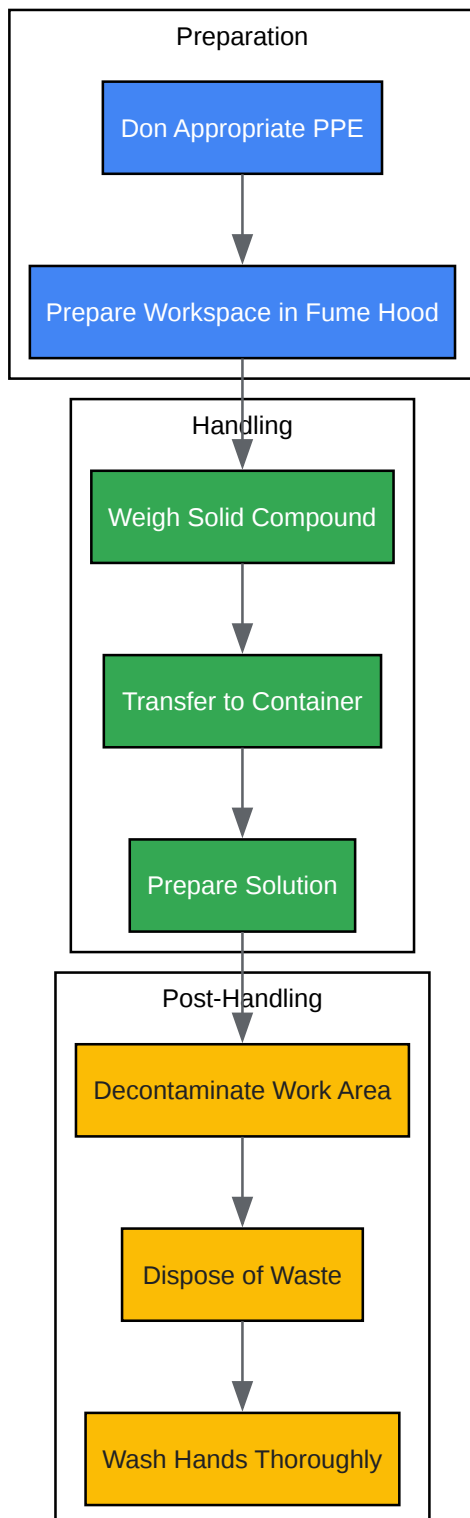 Preparation
Don Appropriate PPE
Prepare Workspace in Fume Hood
Handling
Weigh Solid Compound
Transfer to Container
Prepare Solution
Post-Handling
Decontaminate Work Area
Dispose of Waste
Wash Hands Thoroughly